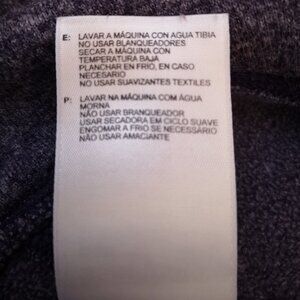 E: LAVAR A MÁQUINA CON AGUA TIBIA
NO USAR BLANQUEADORES
SECAR A MÁQUINA CON
TEMPERATURA BAJA
PLANCHAR EN FRIO, EN CASO
NECESARIO
NO USAR SUAVIZANTES TEXTILES
P: LAVAR NA MÁQUINA COM ÁGUA
MORNA
NÃO USAR BRANQUEADOR
USAR SECADORA EM CICLO SUAVE
ENGOMAR A FRIO SE NECESSÁRIO
NÃO USAR AMACIANTE